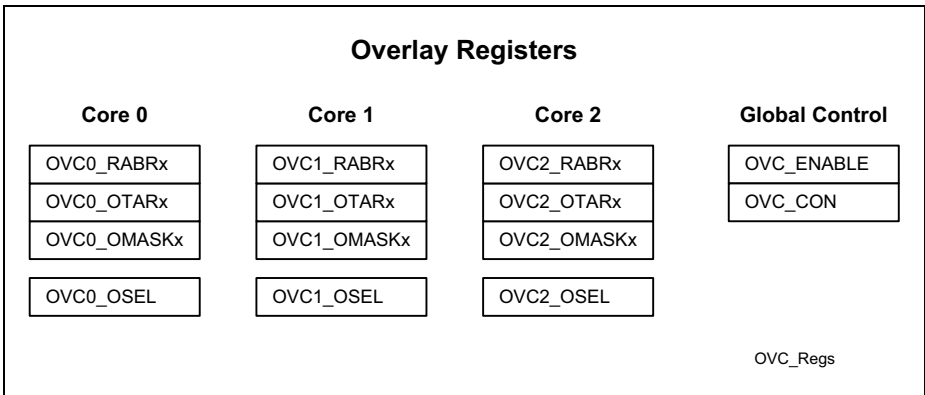 Overlay Registers
Core 0 Core 1 Core 2 Global Control
OVC0_RABRx OVC1_RABRx OVC2_RABRx OVC_ENABLE
OVC0_OTARx OVC1_OTARx OVC2_OTARx OVC_CON
OVC0_OMASKx OVC1_OMASKx OVC2_OMASKx
OVC0_OSEL OVC1_OSEL OVC2_OSEL
OVC_Regs